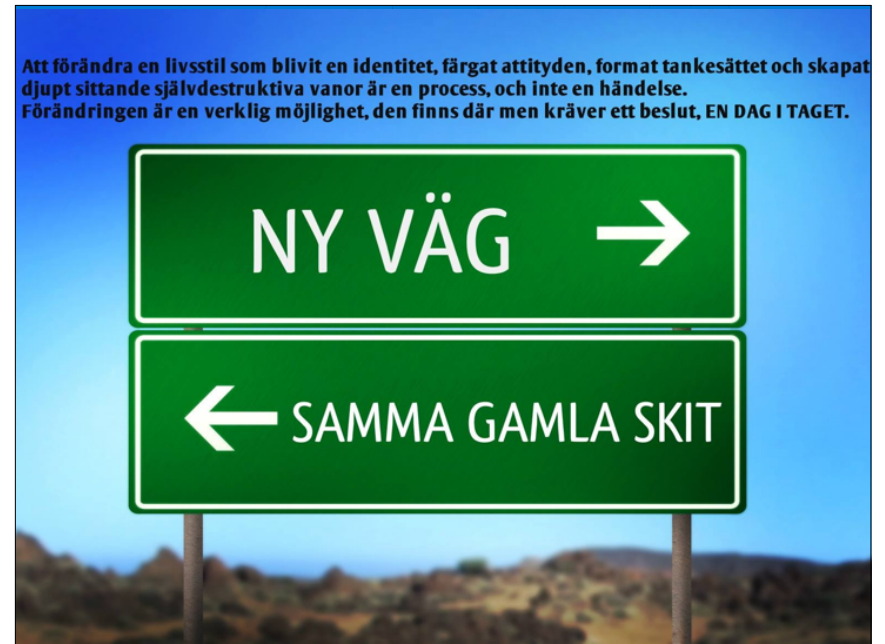 Att förändra en livsstil som blivit en identitet, färgat attityden, format tankesättet och skapat
djupt sittande självdestruktiva vanor är en process, och inte en händelse.
Förändringen är en verklig möjlighet, den finns där men kräver ett beslut, EN DAG I TAGET.
NY VÄG →
← SAMMA GAMLA SKIT